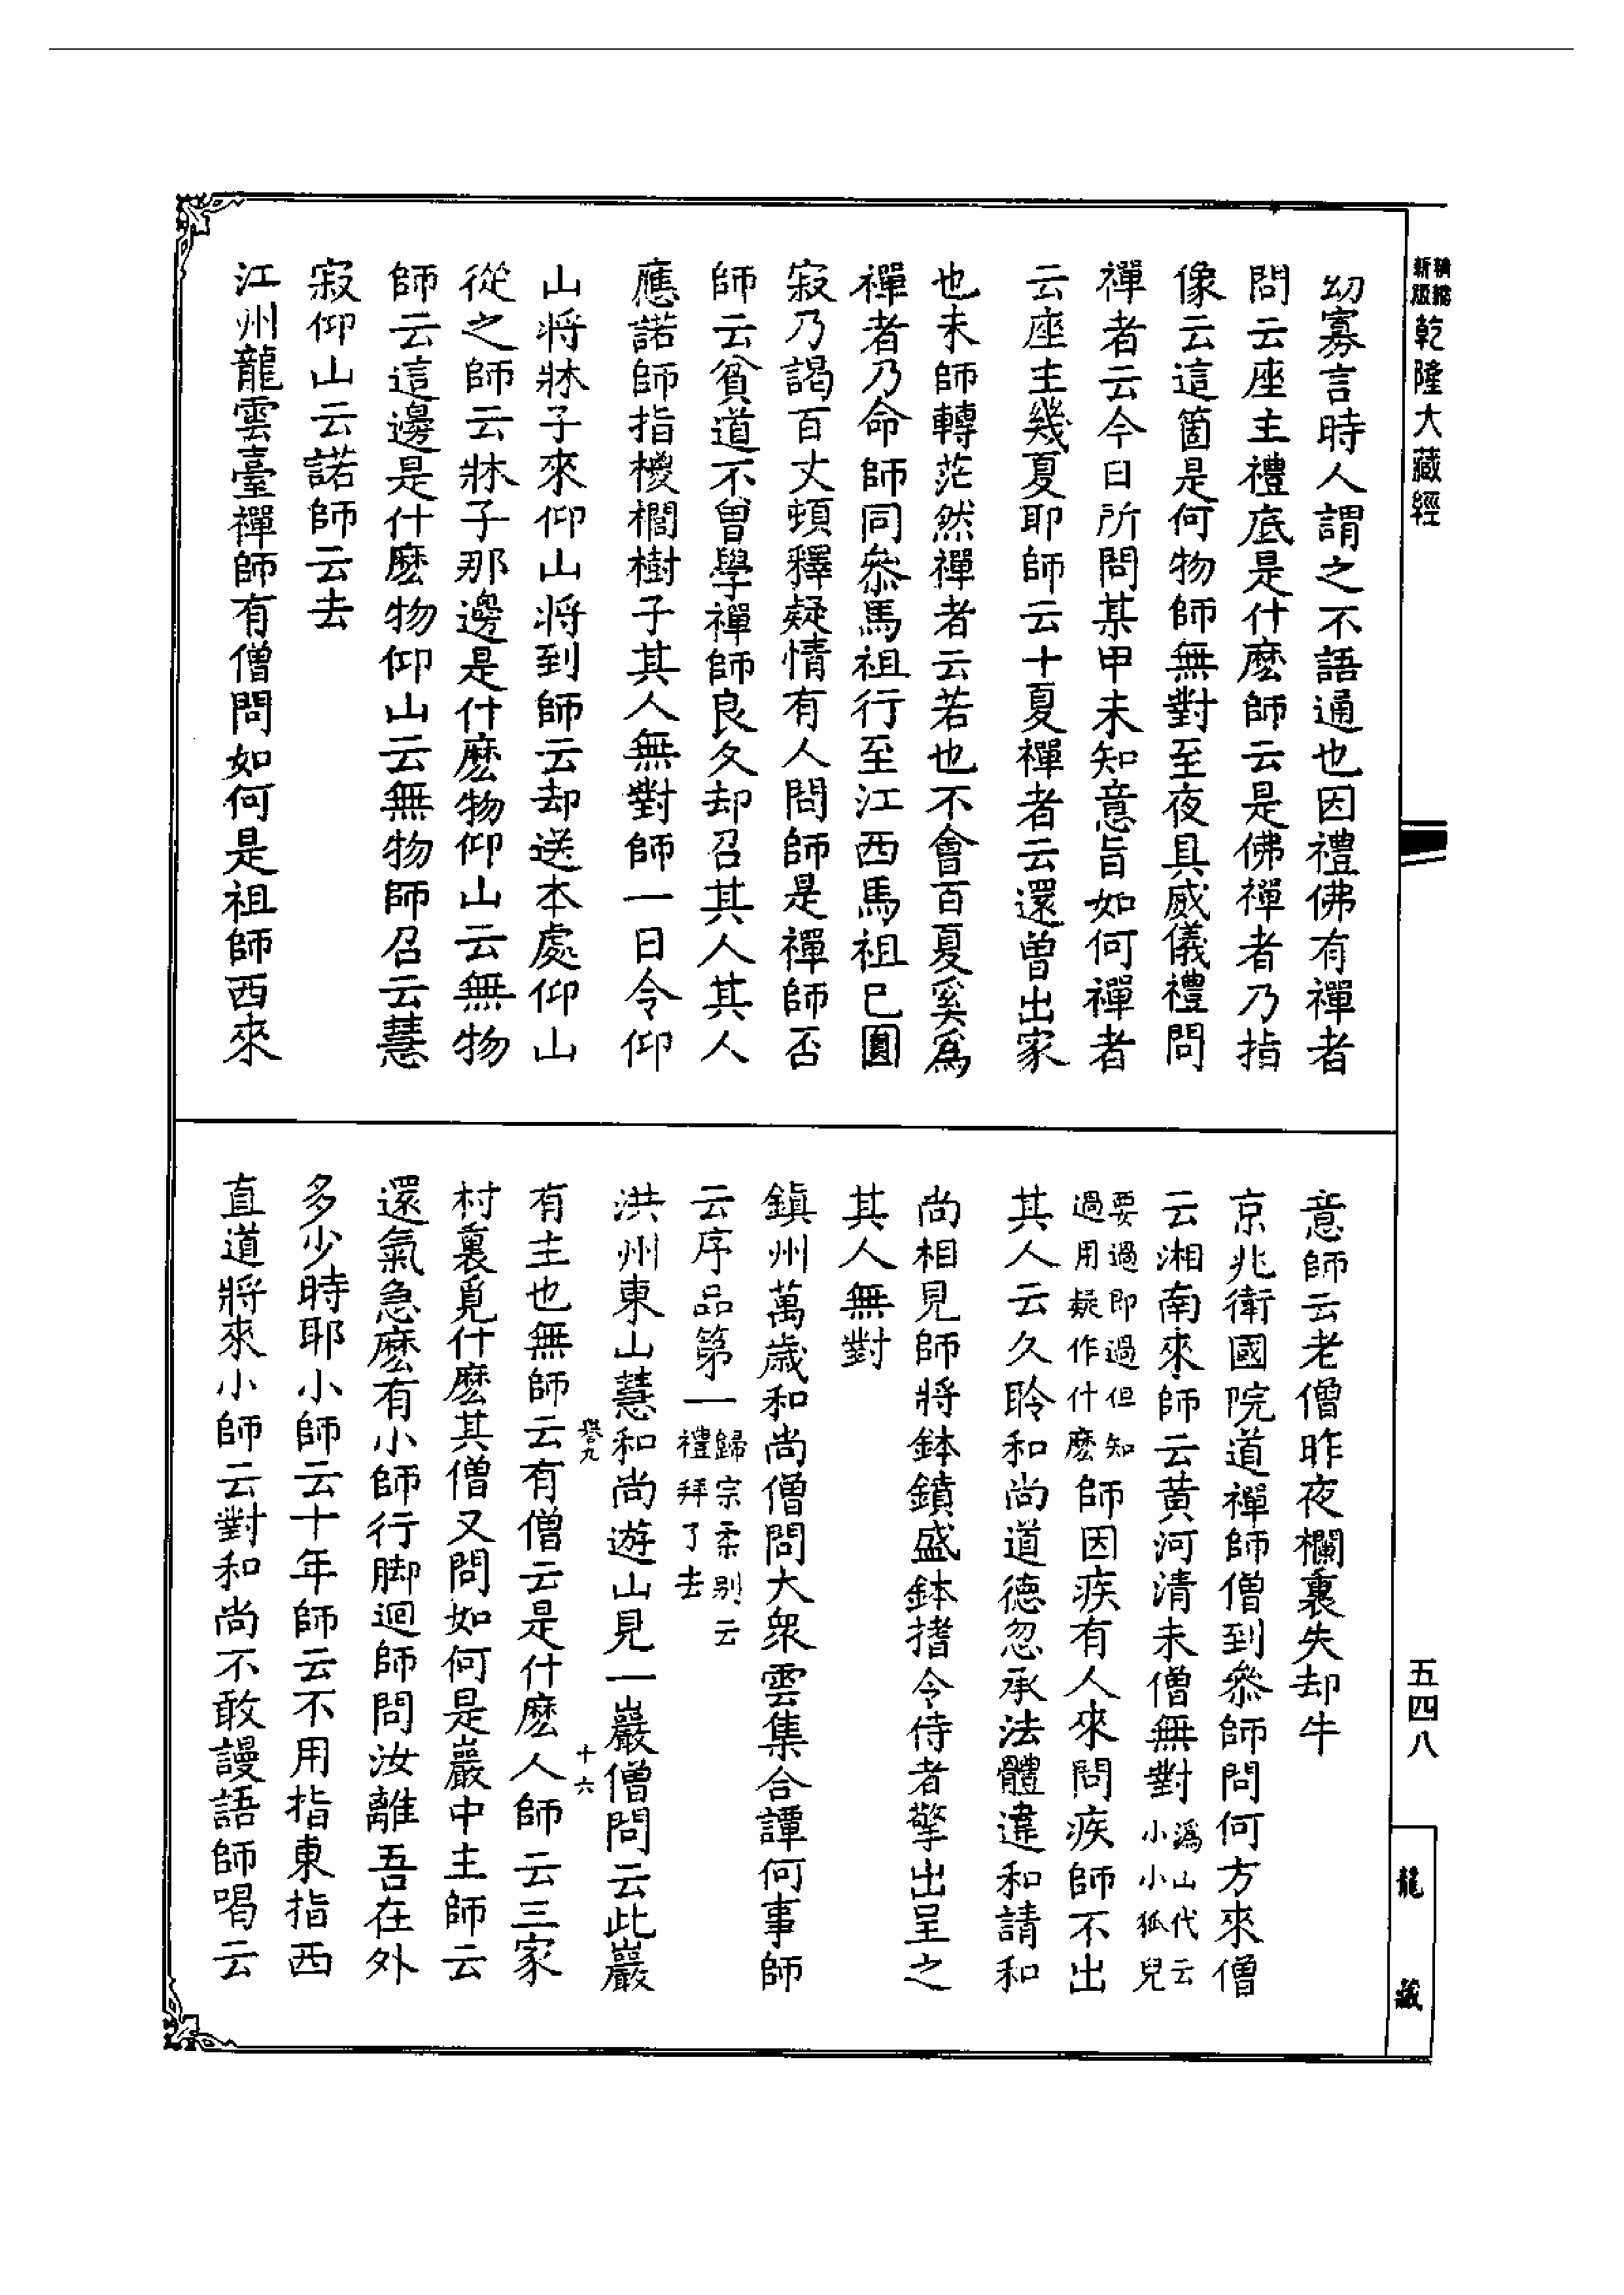 新編縮版乾隆大藏經
幼寡言時人謂之不語通也因禮佛有禪者
問云座主禮底是什麽師云是佛禪者乃指
像云這箇是何物師無對至夜具威儀禮問
禪者云今日所問某甲未知意旨如何禪者
云座主幾夏耶師云十夏禪者云還曾出家
也未師轉茫然禪者云若也不會百夏奚爲
禪者乃命師同叅馬祖行至江西馬祖巳圓
寂乃謁百丈頓釋疑情有人問師是禪師否
師云貧道不曾學禪師良久却召其人其人
應諾師指椶櫚樹子其人無對師一日令仰
山將牀子來仰山將到師云却送本處仰山
從之師云牀子那邊是什麽物仰山云無物
師云這邊是什麽物仰山云無物師召云慧
寂仰山云諾師云去
江州龍雲臺禪師有僧問如何是祖師西來
意師云老僧昨夜欄裏失却牛
京兆衛國院道禪師僧到叅師問何方來僧
云湘南來師云黄河清未僧無對潙山代云小小狐兒
要過即過但知過用疑作什麽師因疾有人來問疾師不出
其人云久聆和尚道德忽承法體違和請和
尚相見師將鉢鐼盛鉢揩令侍者擎出呈之
其人無對
鎮州萬歳和尚僧問大衆雲集合譚何事師
云序品第一歸宗柔别云禮拜了去
洪州東山慧和尚遊山見一巖僧問云此巖
譽九
十六
有主也無師云有僧云是什麽人師云三家
村裏覓什麽其僧又問如何是巖中主師云
還氣急麽有小師行脚迴師問汝離吾在外
多少時耶小師云十年師云不用指東指西
直道將來小師云對和尚不敢謾語師喝云
五四八
龍藏